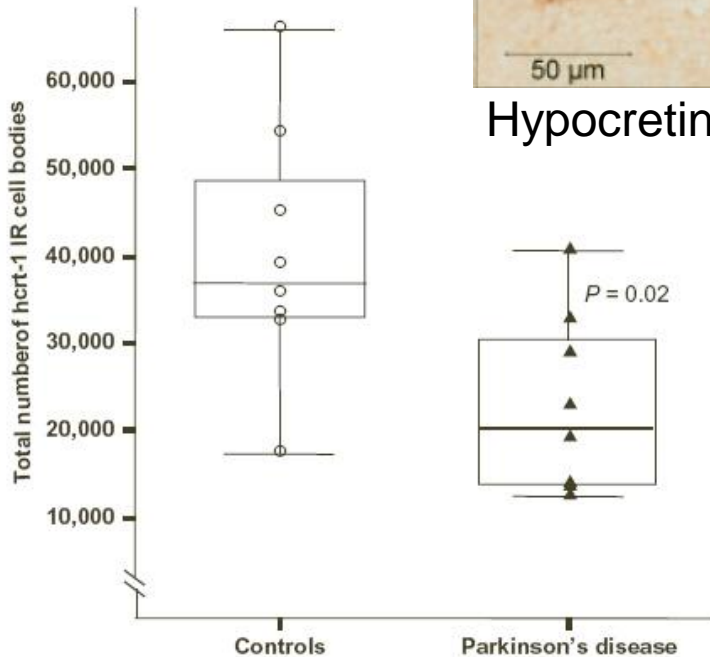 50 µm
Hypocretin
Total numberof hcrt-1 IR cell bodies
60,000
50,000
40,000
30,000
20,000
10,000
P = 0.02
Controls
Parkinson's disease